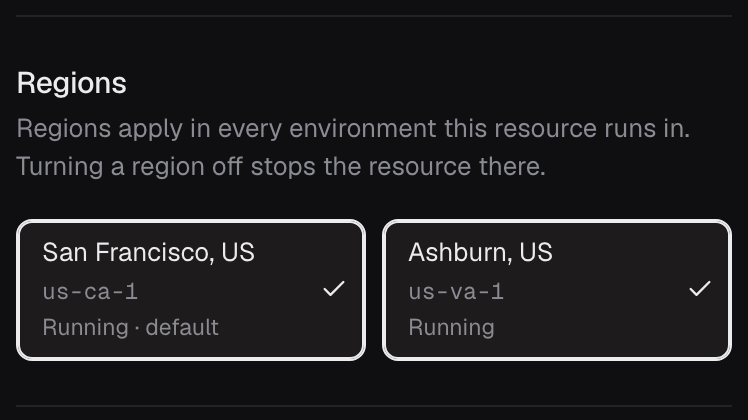 Regions
Regions apply in every environment this resource runs in.
Turning a region off stops the resource there.
San Francisco, US
us-ca-1
Running · default
Ashburn, US
us-va-1
Running